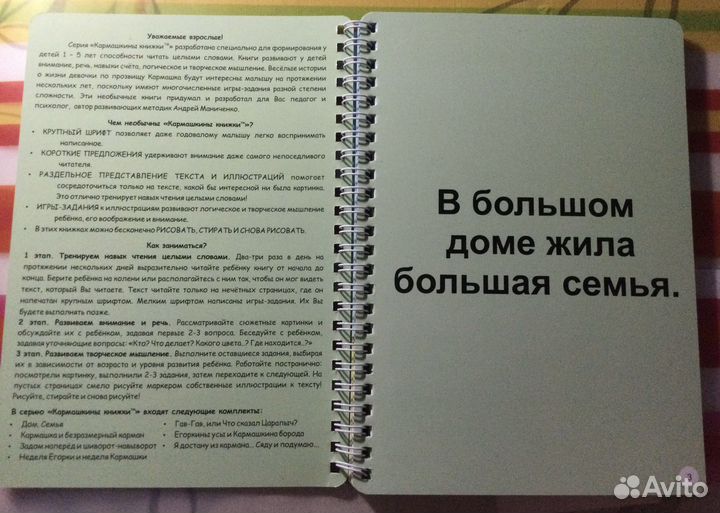 Уважаемые взрослые!
Серия «Кармашкины книжки™» разработана специально для формирования у
детей 1 – 5 лет способности читать целыми словами. Книги развивают у детей
внимание, речь, навыки счёта, логическое и творческое мышление. Весёлые истории
о жизни девочки по прозвищу Кармашка будут интересны малышу на протяжении
нескольких лет, поскольку имеют многочисленные игры-задания разной степени
сложности. Эти необычные книги придумал и разработал для Вас педагог и
психолог, автор развивающих методик Андрей Маниченко.
Чем необычны «Кармашкины книжки™»?
• КРУПНЫЙ ШРИФТ позволяет даже годовалому малышу легко воспринимать
написанное.
• КОРОТКИЕ ПРЕДЛОЖЕНИЯ удерживают внимание даже самого непоседливого
читателя.
• РАЗДЕЛЬНОЕ ПРЕДСТАВЛЕНИЕ ТЕКСТА И ИЛЛЮСТРАЦИЙ помогает
сосредоточиться только на тексте, какой бы интересной ни была картинка.
Это отлично тренирует навык чтения целыми словами!
• ИГРЫ-ЗАДАНИЯ к иллюстрациям развивают логическое и творческое мышление
ребёнка, его воображение и внимание.
• В этих книжках можно бесконечно РИСОВАТЬ, СТИРАТЬ И СНОВА РИСОВАТЬ.
Как заниматься?
1 этап. Тренируем навык чтения целыми словами. Два-три раза в день на
протяжении нескольких дней выразительно читайте ребёнку книгу от начала до
конца. Берите ребёнка на колени или располагайтесь с ним так, чтобы он мог видеть
текст, который Вы читаете. Текст читайте только на нечётных страницах, где он
напечатан крупным шрифтом. Мелким шрифтом написаны игры-задания. Их Вы
будете выполнять позже.
2 этап. Развиваем внимание и речь. Рассматривайте сюжетные картинки и
обсуждайте их с ребёнком, задавая первые 2-3 вопроса. Беседуйте с ребёнком,
задавая уточняющие вопросы: «Кто? Что делает? Какого цвета..? Где находится..?»
3 этап. Развиваем творческое мышление. Выполните оставшиеся задания, выбирая
их в зависимости от возраста и уровня развития ребёнка. Работайте постранично:
посмотрели картинку, выполнили 2-3 задания, затем переходите к следующей. На
пустых страницах смело рисуйте маркером собственные иллюстрации к тексту!
Рисуйте, стирайте и снова рисуйте!
В серию «Кармашкины книжки™» входят следующие комплекты:
• Дом. Семья
• Кармашка и безразмерный карман
• Задом наперёд и шиворот-навыворот
• Неделя Егорки и неделя Кармашки
• Гав-Гав, или Что сказал Царапыч?
• Егоркины усы и Кармашкина борода
• Я достану из кармана... Сяду и подумаю...
В большом
доме жила
большая семья.
3
Avito